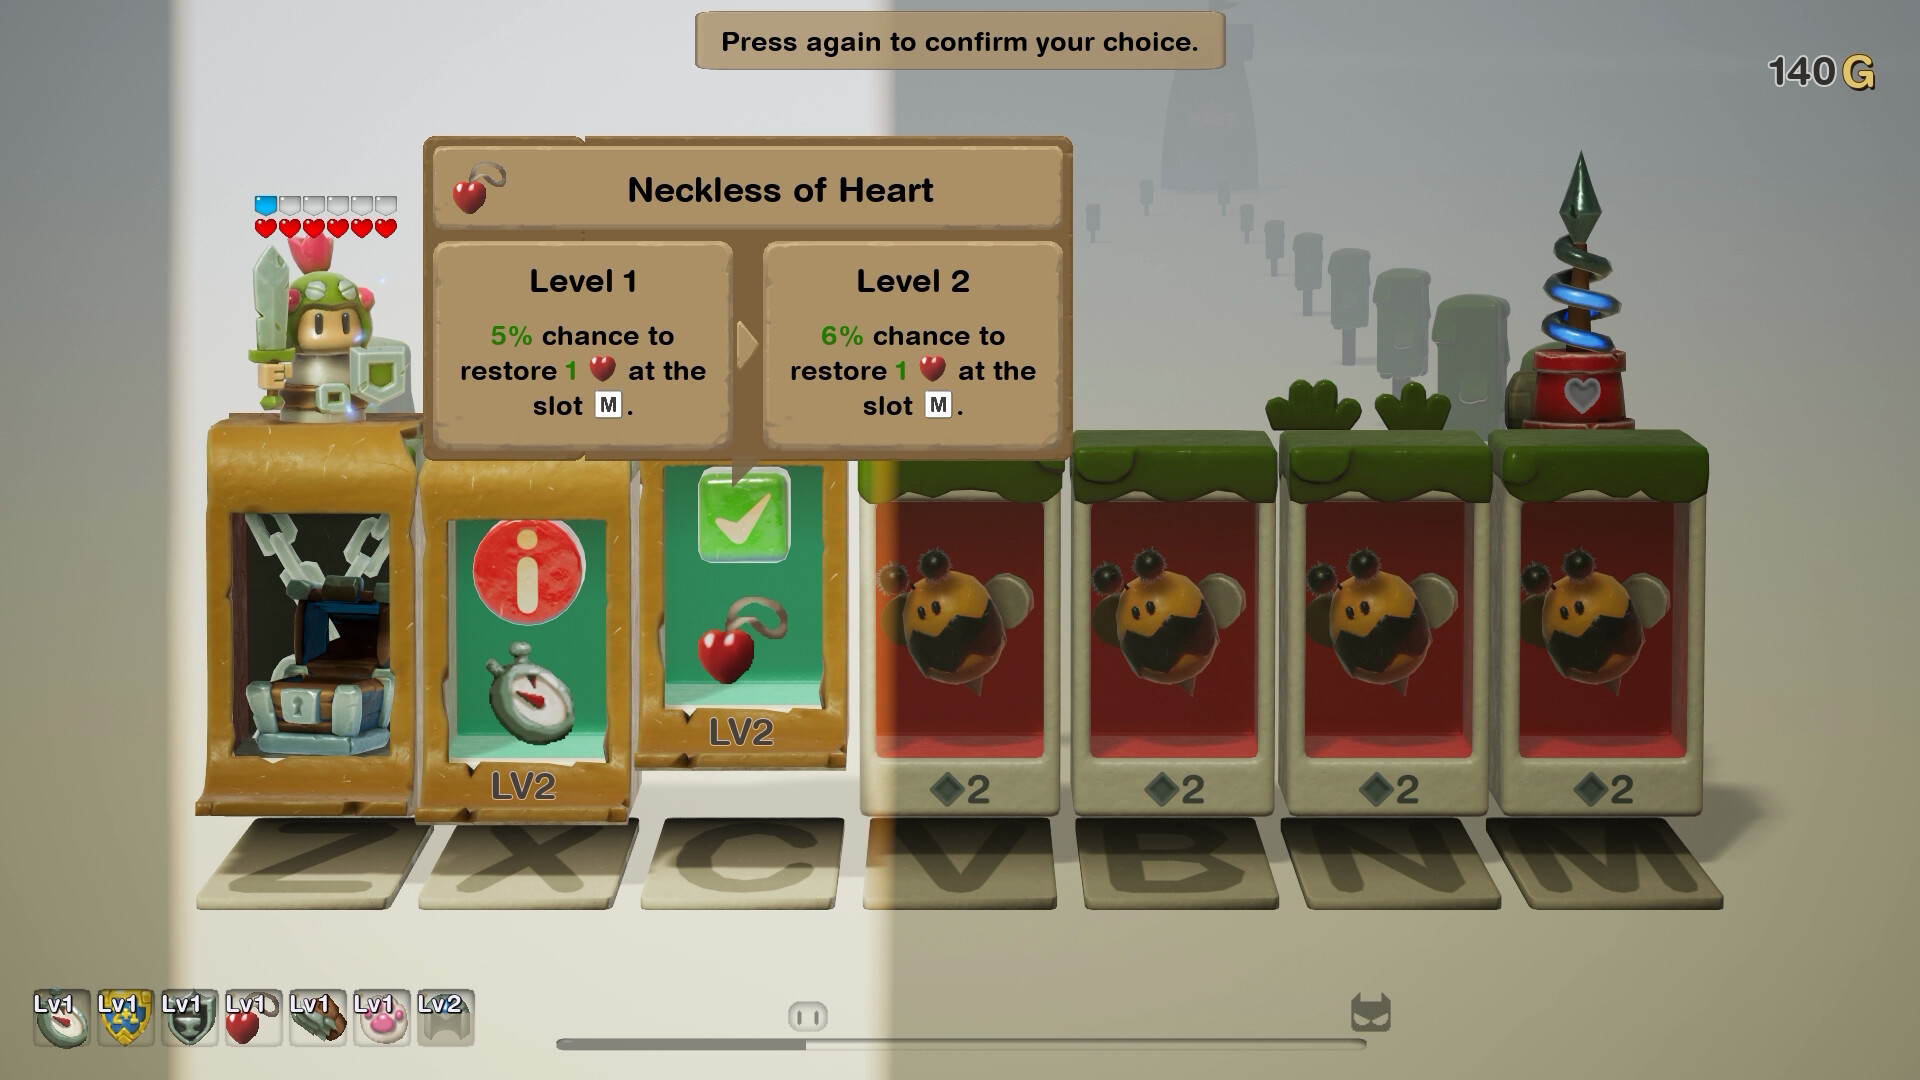 Press again to confirm your choice.
140 G
Neckless of Heart
Level 1
5% chance to
restore 1 at the
slot M .
Level 2
6% chance to
restore 1 at the
slot M .
i
LV2
LV2
2
2
2
2
Z
X
C
V
B
N
M
Lv1
Lv1
Lv1
Lv1
Lv1
Lv1
Lv2